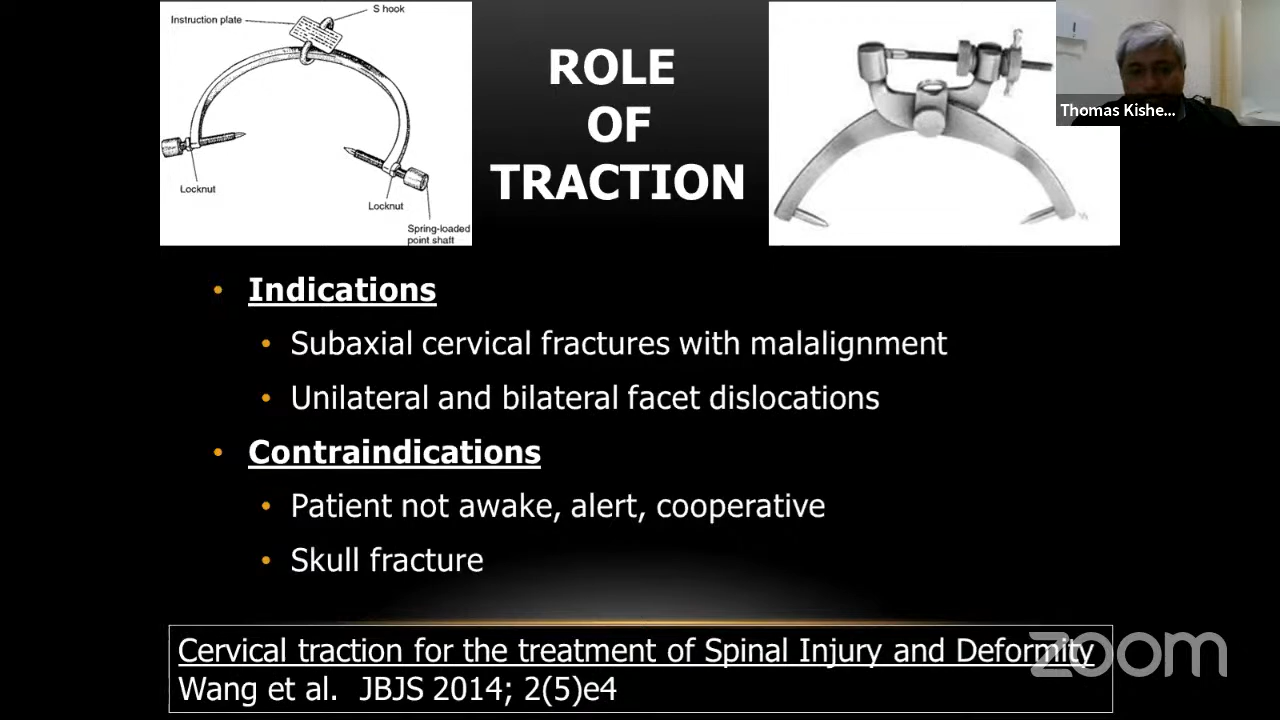 S hook
Instruction plate
Locknut
Locknut
Spring-loaded
point shaft
ROLE
OF
TRACTION
Thomas Kishe...
• Indications
• Subaxial cervical fractures with malalignment
• Unilateral and bilateral facet dislocations
• Contraindications
• Patient not awake, alert, cooperative
• Skull fracture
Cervical traction for the treatment of Spinal Injury and Deformity
Wang et al. JBJS 2014; 2(5)e4
zoom